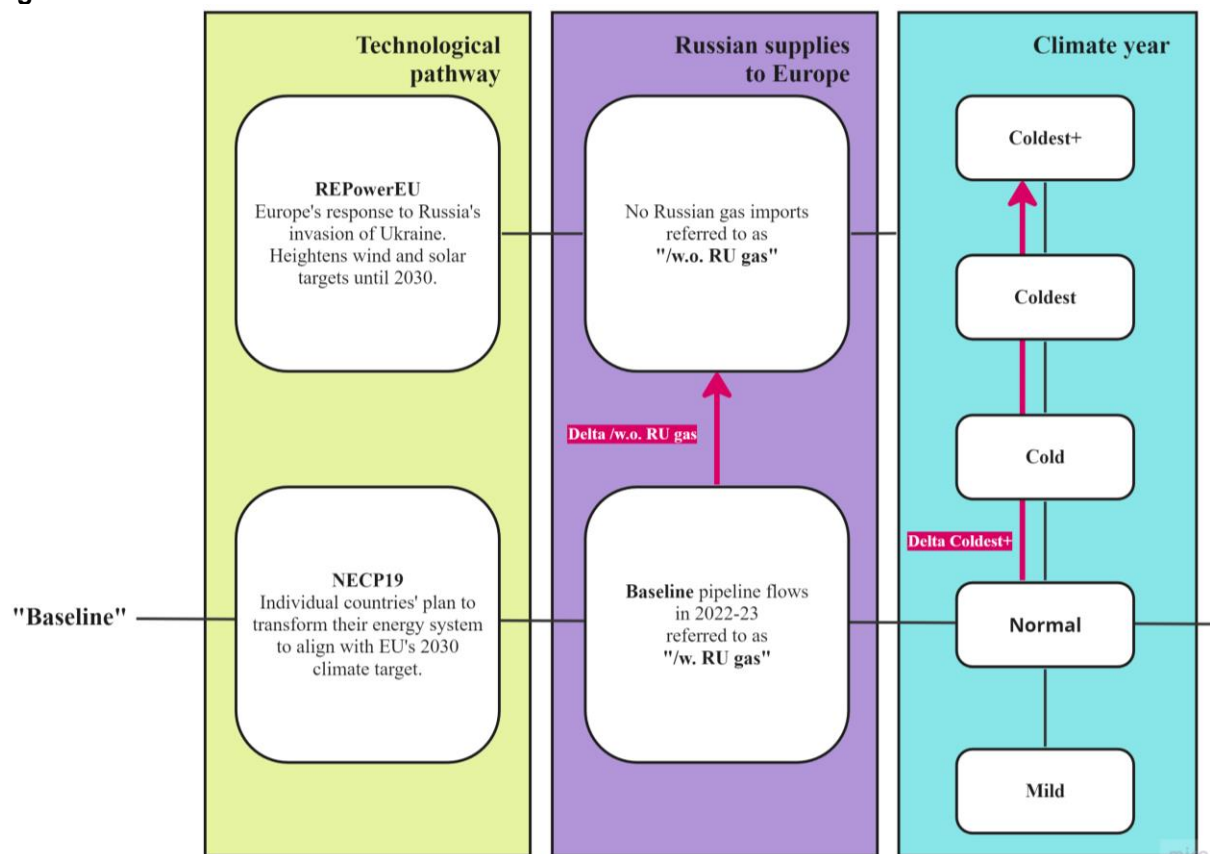 Technological
pathway
REPowerEU
Europe's response to Russia's
invasion of Ukraine.
Heightens wind and solar
targets until 2030.
NECP19
Individual countries' plan to
transform their energy system
to align with EU's 2030
climate target.
"Baseline"
Russian supplies
to Europe
No Russian gas imports
referred to as
"/w.o. RU gas"
Delta /w.o. RU gas
Baseline pipeline flows
in 2022-23
referred to as
"/w. RU gas"
Climate year
Coldest+
Coldest
Cold
Delta Coldest+
Normal
Mild